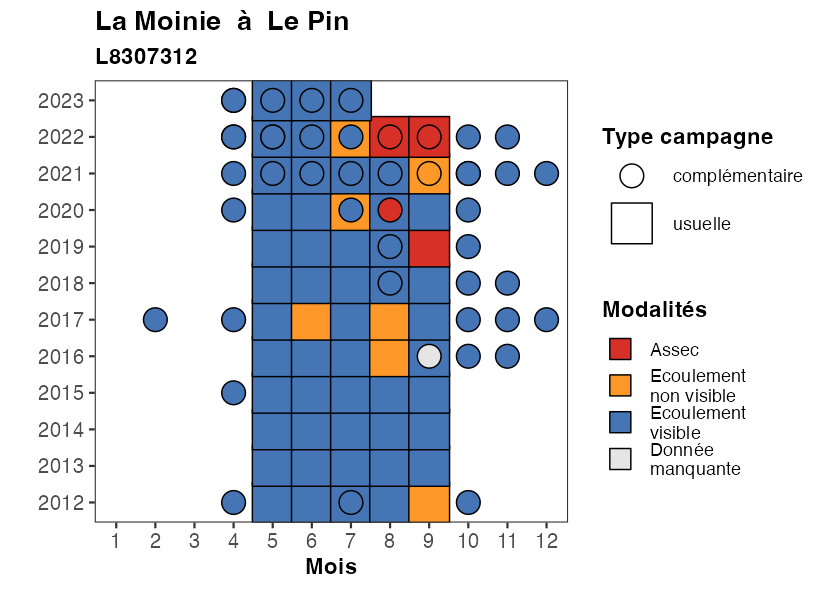 La Moinie  à  Le Pin
L8307312
2023
2022
2021
2020
2019
2018
2017
2016
2015
2014
2013
2012
1 2 3 4 5 6 7 8 9 10 11 12
Mois
Type campagne
complémentaire
usuelle
Modalités
Assec
Ecoulement
non visible
Ecoulement
visible
Donnée
manquante